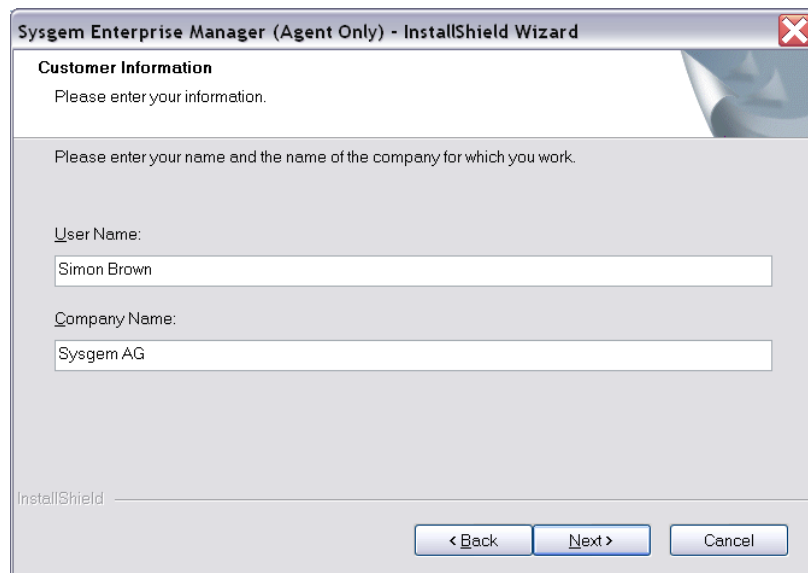 Sysgem Enterprise Manager (Agent Only) - InstallShield Wizard
Customer Information
Please enter your information.
Please enter your name and the name of the company for which you work.
User Name:
Simon Brown
Company Name:
Sysgem AG
InstallShield
< Back
Next >
Cancel